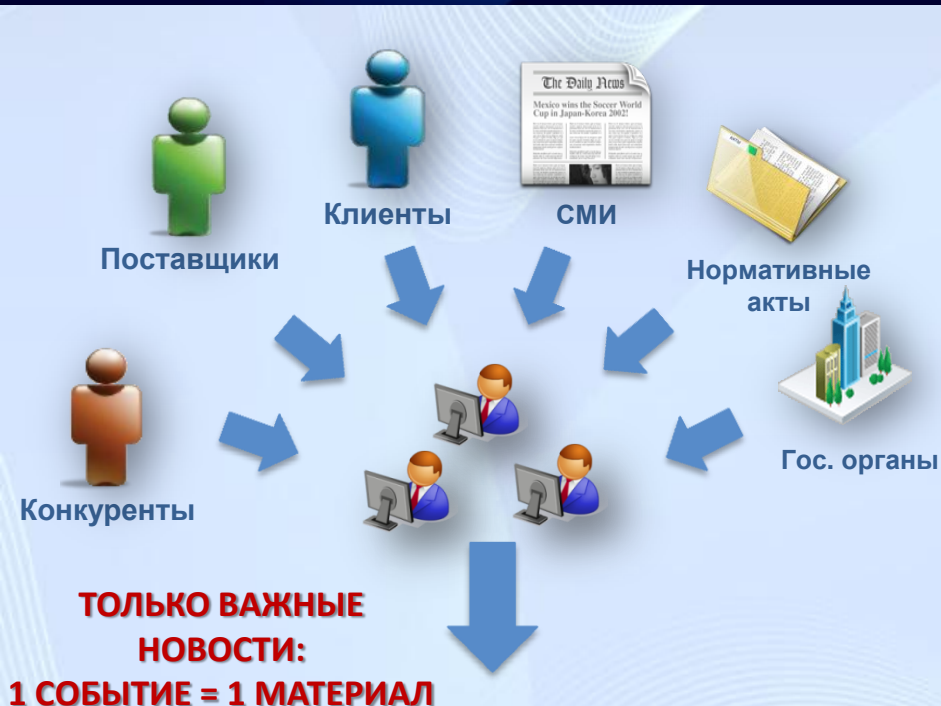 The Daily News
Mexico wins the Soccer World
Cup in Japan-Korea 2002!
Клиенты
СМИ
Поставщики
Нормативные
акты
Гос. органы
Конкуренты
ТОЛЬКО ВАЖНЫЕ
НОВОСТИ:
1 СОБЫТИЕ = 1 МАТЕРИАЛ